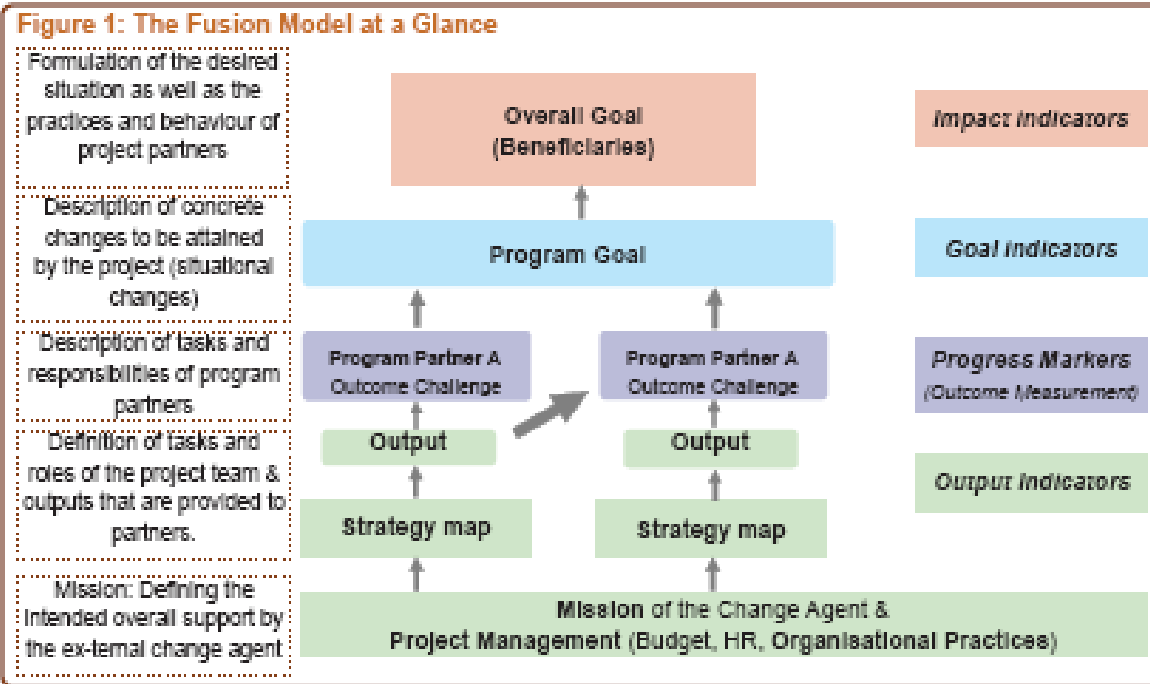 Figure 1: The Fusion Model at a Glance
Formulation of the desired
situation as well as the
practices and behaviour of
project partners
Overall Goal
(Beneficiaries)
Impact Indicators
Description of concrete
changes to be attained
by the project (situational
changes)
Program Goal
Goal Indicators
Description of tasks and
responsibilities of program
partners
Program Partner A
Outcome Challenge
Program Partner A
Outcome Challenge
Progress Markers
(Outcome Measurement)
Definition of tasks and
roles of the project team &
outputs that are provided to
partners.
Output
Output
Output Indicators
Strategy map
Strategy map
Mission: Defining the
intended overall support by
the ex-ternal change agent
Mission of the Change Agent &
Project Management (Budget, HR, Organisational Practices)